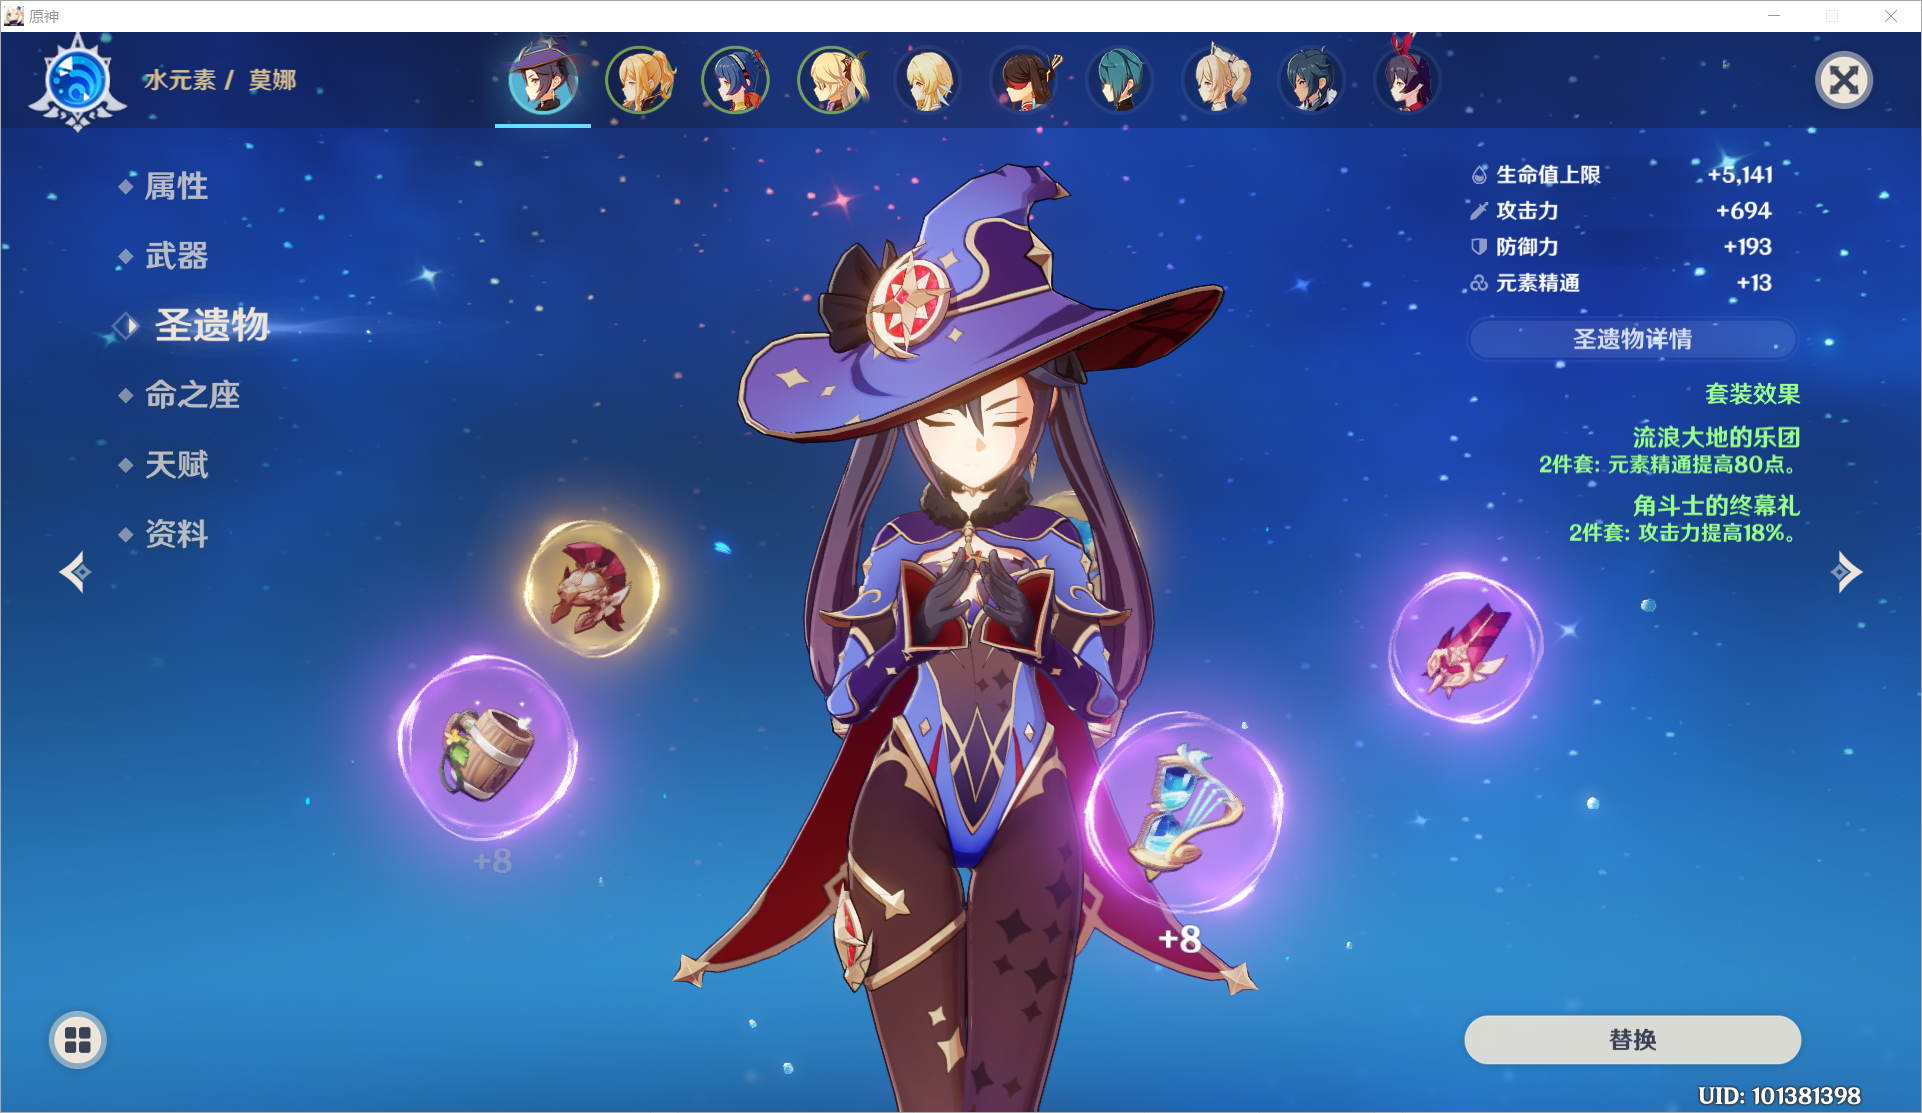 原神
水元素 / 莫娜
属性
武器
圣遗物
命之座
天赋
资料
生命值上限 +5,141
攻击力 +694
防御力 +193
元素精通 +13
圣遗物详情
套装效果
流浪大地的乐团
2件套: 元素精通提高80点。
角斗士的终幕礼
2件套: 攻击力提高18%。
+8
+8
替换
UID: 101381398